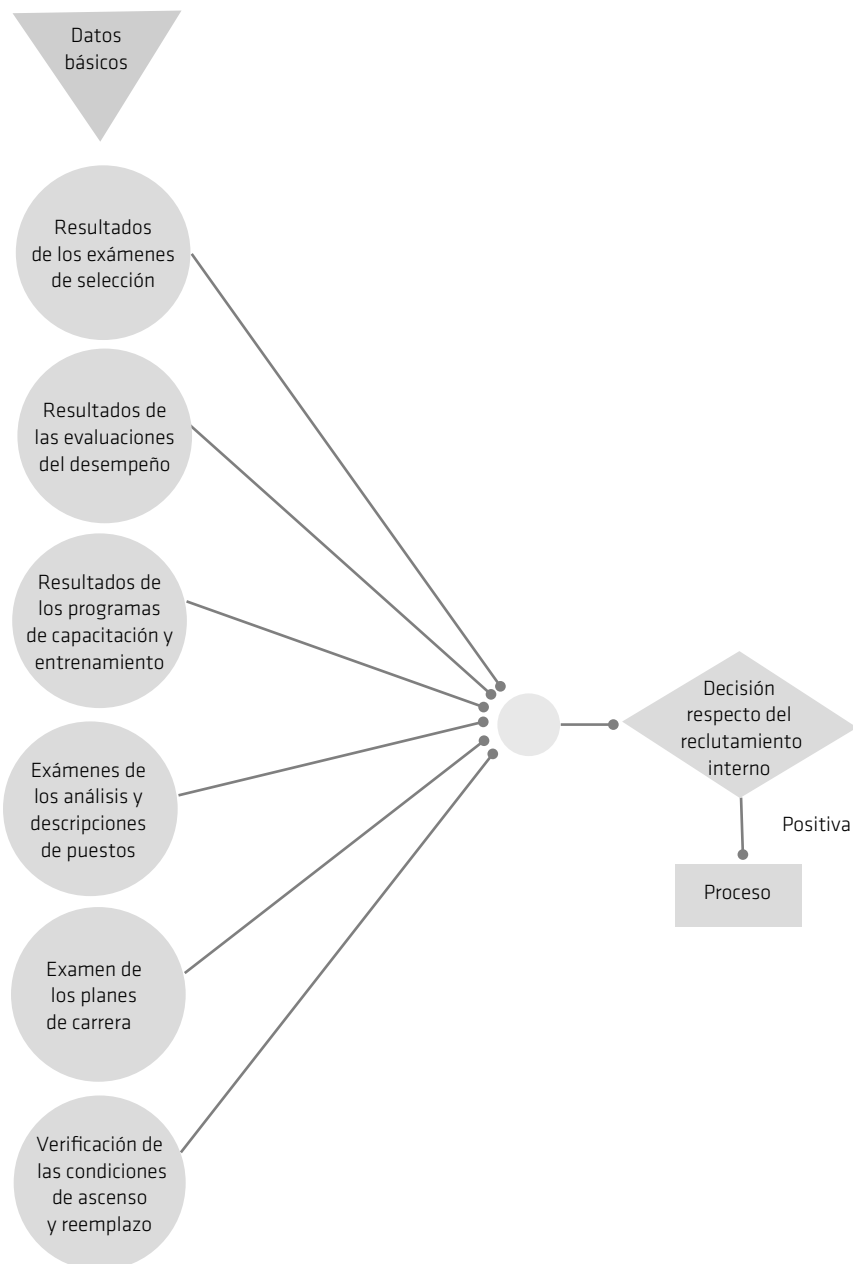 Datos
básicos
Resultados
de los exámenes
de selección
Resultados de
las evaluaciones
del desempeño
Resultados de
los programas
de capacitación y
entrenamiento
Exámenes de
los análisis y
descripciones
de puestos
Examen de
los planes
de carrera
Verificación de
las condiciones
de ascenso
y reemplazo
Decisión
respecto del
reclutamiento
interno
Positiva
Proceso